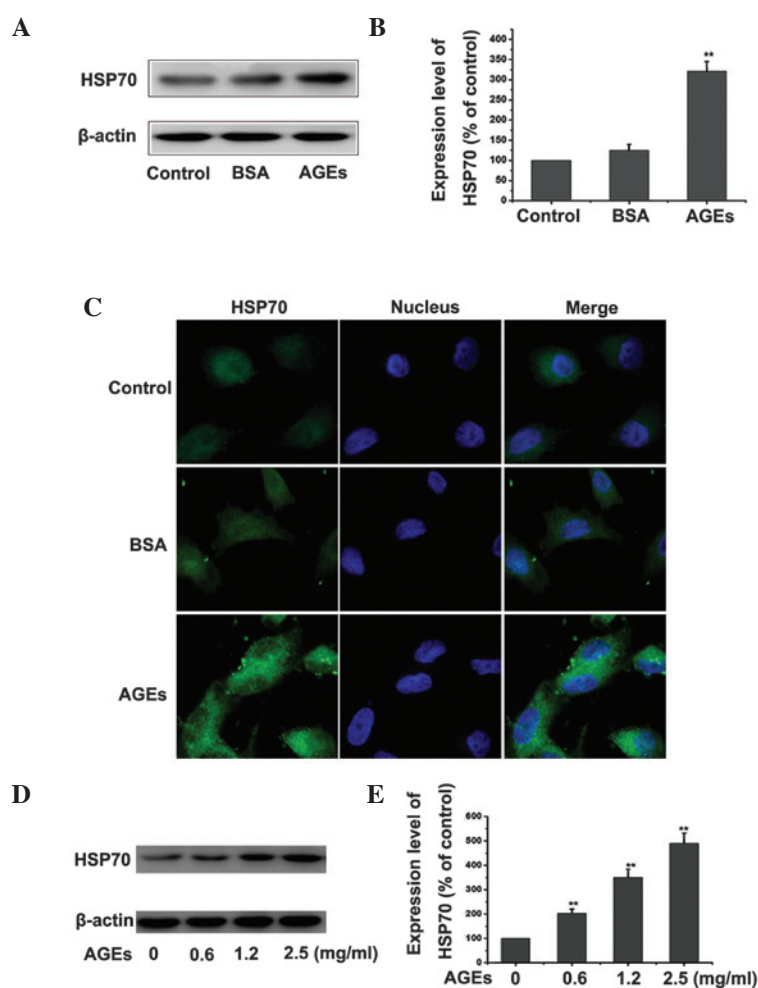 A
HSP70
β-actin
Control BSA AGEs
B
Expression level of
HSP70 (% of control)
400
350
300
250
200
150
100
50
0
**
Control BSA AGEs
C
HSP70 Nucleus Merge
Control
BSA
AGEs
D
HSP70
β-actin
AGEs 0 0.6 1.2 2.5 (mg/ml)
E
Expression level of
HSP70 (% of control)
600
500
400
300
200
100
0
**
**
**
AGEs 0 0.6 1.2 2.5 (mg/ml)